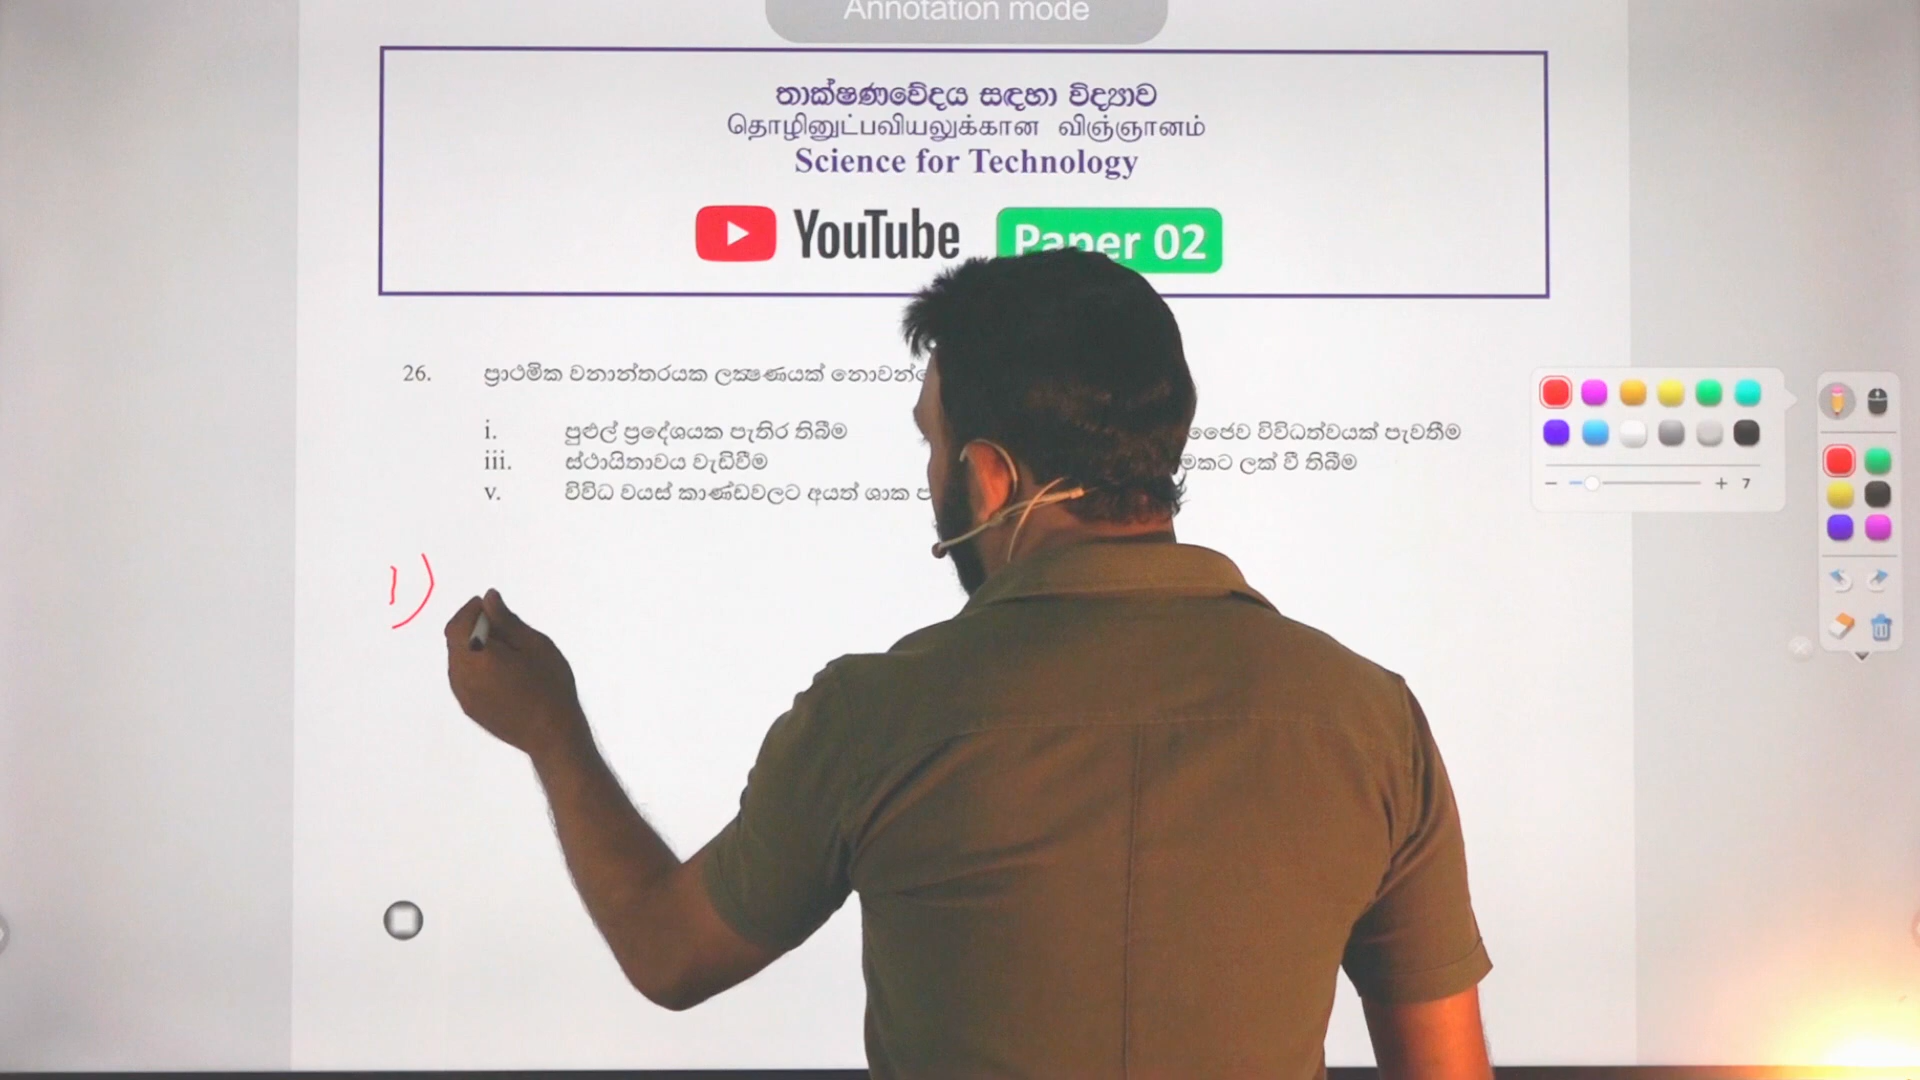 Annotation mode
තාක්ෂණවේදය සඳහා විද්‍යාව
தொழினுட்பவியலுக்கான விஞ்ஞானம்
Science for Technology
YouTube Paper 02
26. ප්‍රාථමික වනාන්තරයක ලක්‍ෂණයක් නොවන්නේ
i. පුළුල් ප්‍රදේශයක පැතිර තිබීම
ජෛව විවිධත්වයක් පැවතීම
iii. ස්ථායිතාවය වැඩිවීම
ලක් වී තිබීම
v. විවිධ වයස් කාණ්ඩවලට අයත් ශාක
1)
7